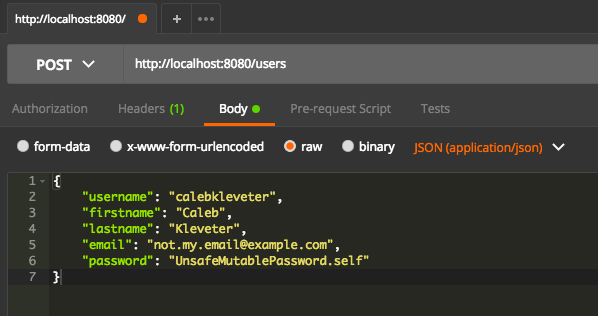 http://localhost:8080/
+
•••
POST http://localhost:8080/users
Authorization Headers (1) Body Pre-request Script Tests
form-data x-www-form-urlencoded raw binary JSON (application/json)
1 {
2 "username": "calebkleveter",
3 "firstname": "Caleb",
4 "lastname": "Kleveter",
5 "email": "not.my.email@example.com",
6 "password": "UnsafeMutablePassword.self"
7 }